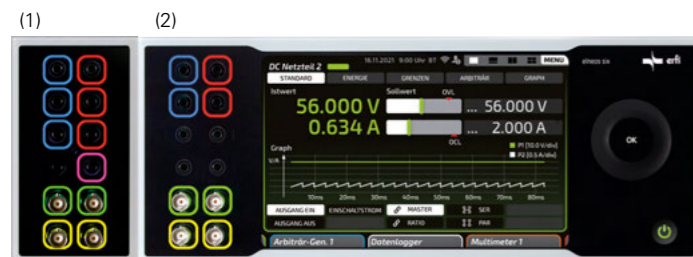 (1) (2)
DC Netzteil 2 16.11.2021 9:00 Uhr BT MENU
elneos six erfi
STANDARD ENERGIE GRENZEN ARBITRÄR GRAPH
Istwert Sollwert OVL
56.000 V ... 56.000 V
0.634 A ... 2.000 A
OCL
Graph P1 [10.0 V/div]
V/A P2 [0.5 A/div]
10ms 20ms 30ms 40ms 50ms 60ms 70ms 80ms
AUSGANG EIN EINSCHALTSTROM MASTER SER
AUSGANG AUS RATIO PAR
Arbiträr-Gen. 1 Datenlogger Multimeter 1
OK